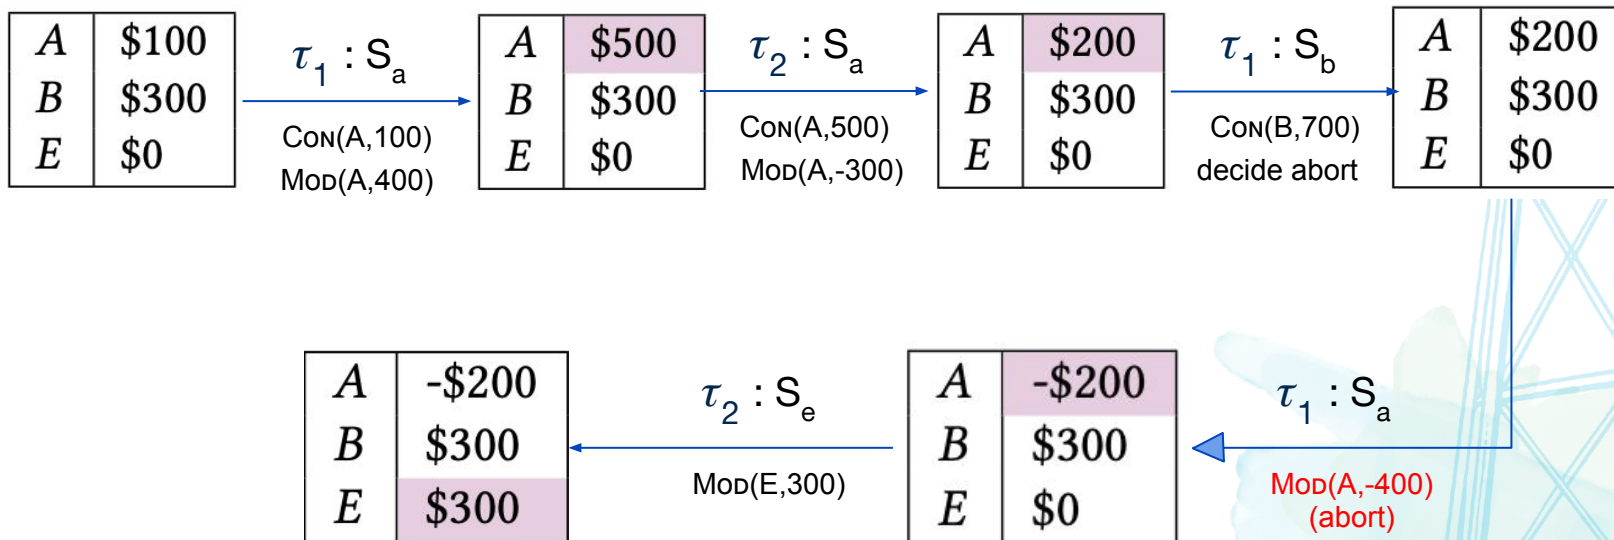 A $100
B $300
E $0
τ1 : Sa
CON(A,100)
MOD(A,400)
A $500
B $300
E $0
τ2 : Sa
CON(A,500)
MOD(A,-300)
A $200
B $300
E $0
τ1 : Sb
CON(B,700)
decide abort
A $200
B $300
E $0
A -$200
B $300
E $300
τ2 : Se
MOD(E,300)
A -$200
B $300
E $0
τ1 : Sa
MOD(A,-400)
(abort)